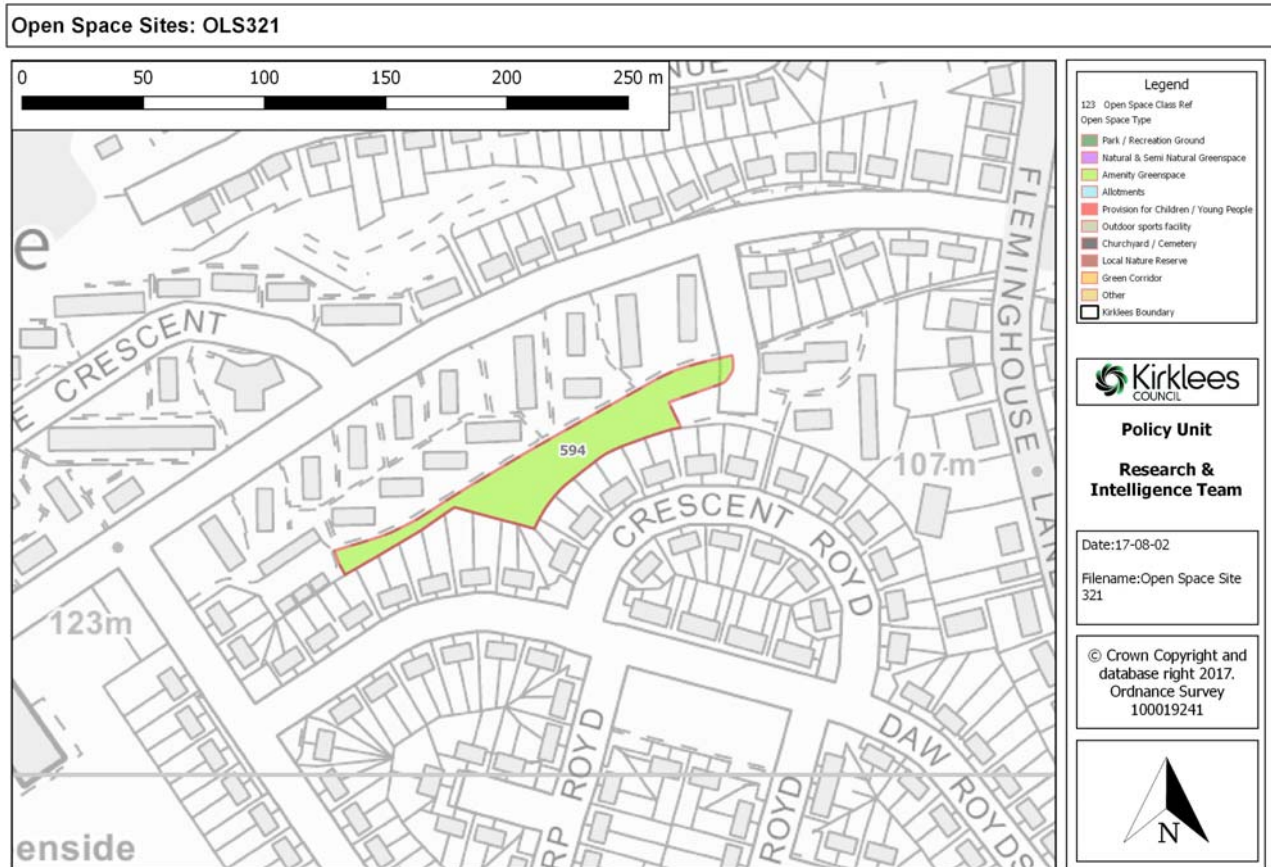 Open Space Sites: OLS321
0 50 100 150 200 250 m
NUE
FLEMINGHOUSE LANE
e
E CRESCENT
594
107m
CRESCENT ROYD
123m
RP ROYD
ROYD
DAW ROYDS
enside
Legend
123 Open Space Class Ref
Open Space Type
Park / Recreation Ground
Natural & Semi Natural Greenspace
Amenity Greenspace
Allotments
Provision for Children / Young People
Outdoor sports facility
Churchyard / Cemetery
Local Nature Reserve
Green Corridor
Other
Kirklees Boundary
Kirklees
COUNCIL
Policy Unit
Research &
Intelligence Team
Date:17-08-02
Filename:Open Space Site
321
© Crown Copyright and
database right 2017.
Ordnance Survey
100019241
N